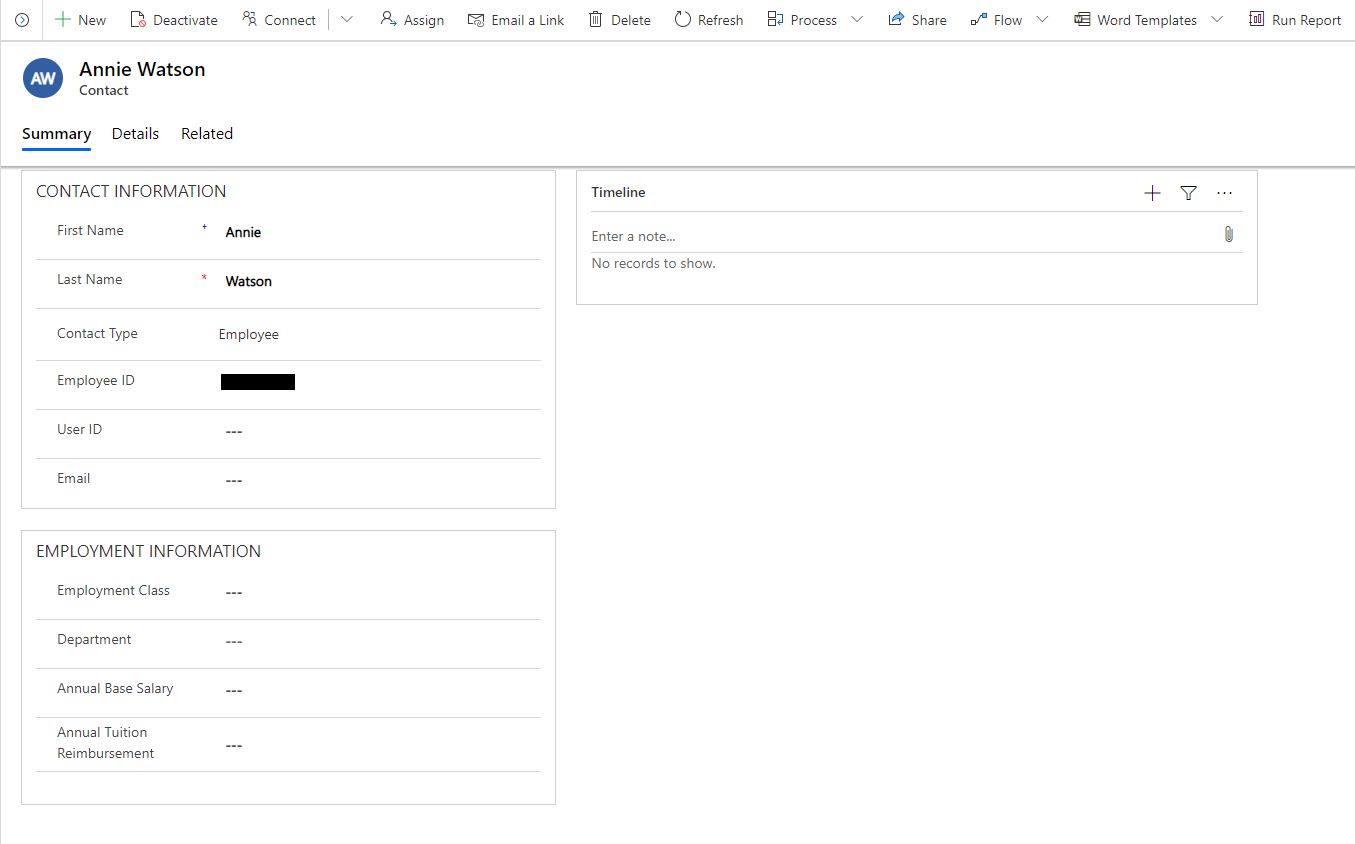 New Deactivate Connect Assign Email a Link Delete Refresh Process Share Flow Word Templates Run Report
AW
Annie Watson
Contact
Summary Details Related
CONTACT INFORMATION
First Name + Annie
Last Name * Watson
Contact Type Employee
Employee ID
User ID ---
Email ---
EMPLOYMENT INFORMATION
Employment Class ---
Department ---
Annual Base Salary ---
Annual Tuition
Reimbursement ---
Timeline
Enter a note...
No records to show.